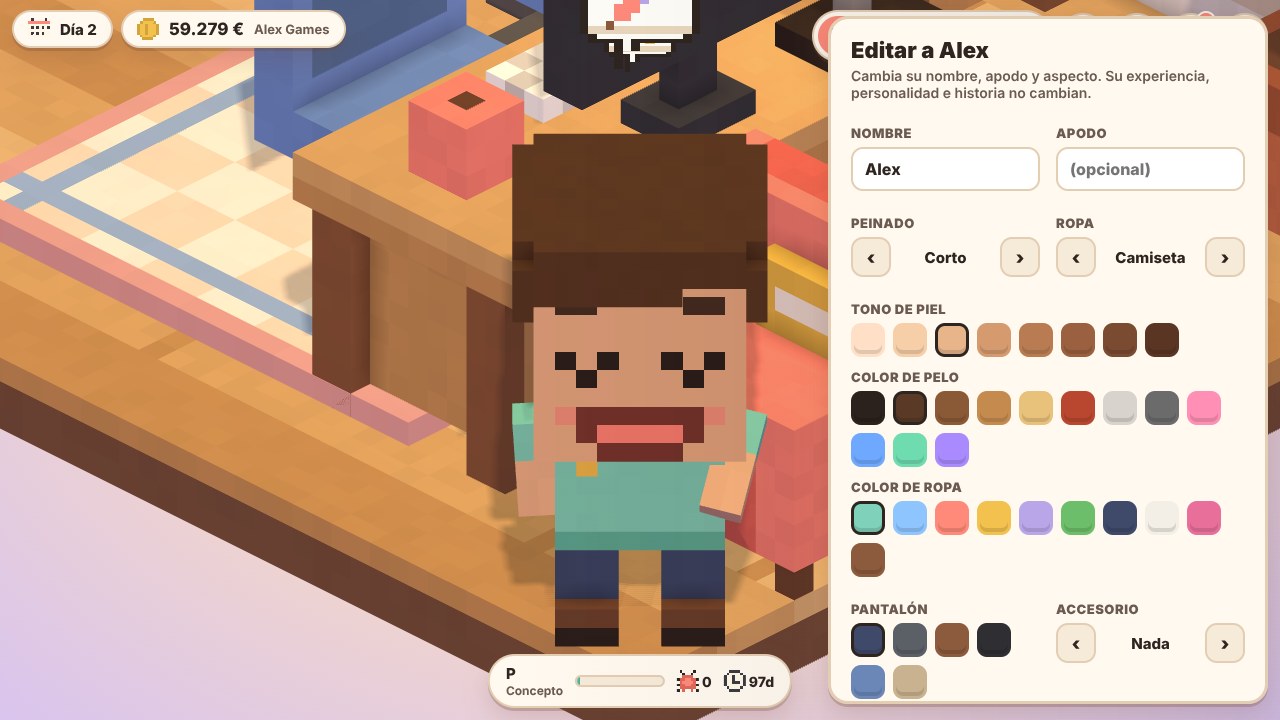 Día 2
59.279 € Alex Games
Editar a Alex
Cambia su nombre, apodo y aspecto. Su experiencia,
personalidad e historia no cambian.
NOMBRE
APODO
Alex
(opcional)
PEINADO
ROPA
‹ Corto ›
‹ Camiseta ›
TONO DE PIEL
COLOR DE PELO
COLOR DE ROPA
PANTALÓN
ACCESORIO
‹ Nada ›
P
Concepto
0
97d